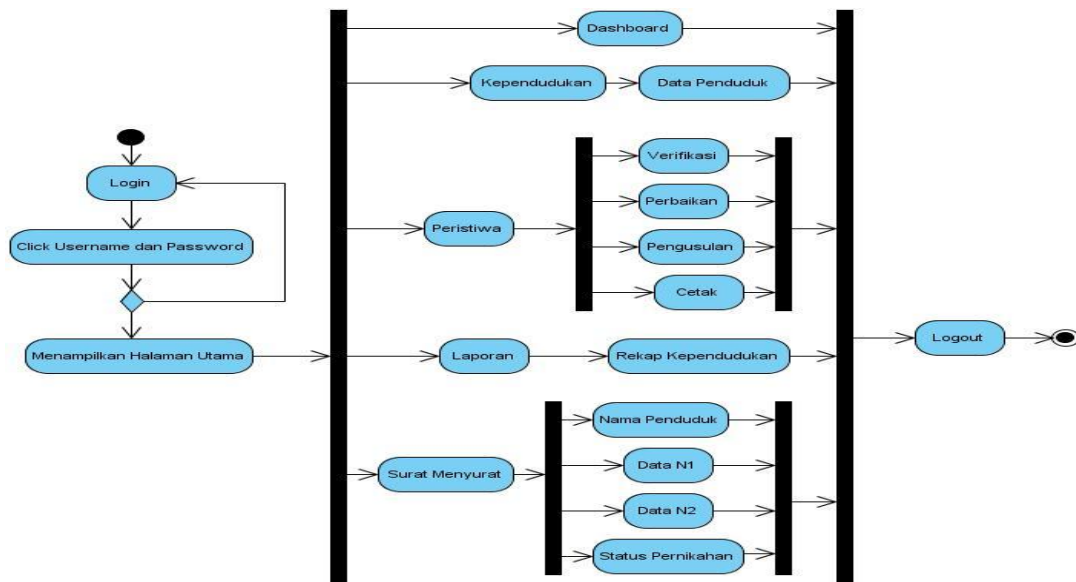 Login
Click Username dan Password
Menampilkan Halaman Utama
Dashboard
Kependudukan
Data Penduduk
Peristiwa
Verifikasi
Perbaikan
Pengusulan
Cetak
Laporan
Rekap Kependudukan
Surat Menyurat
Nama Penduduk
Data N1
Data N2
Status Pernikahan
Logout